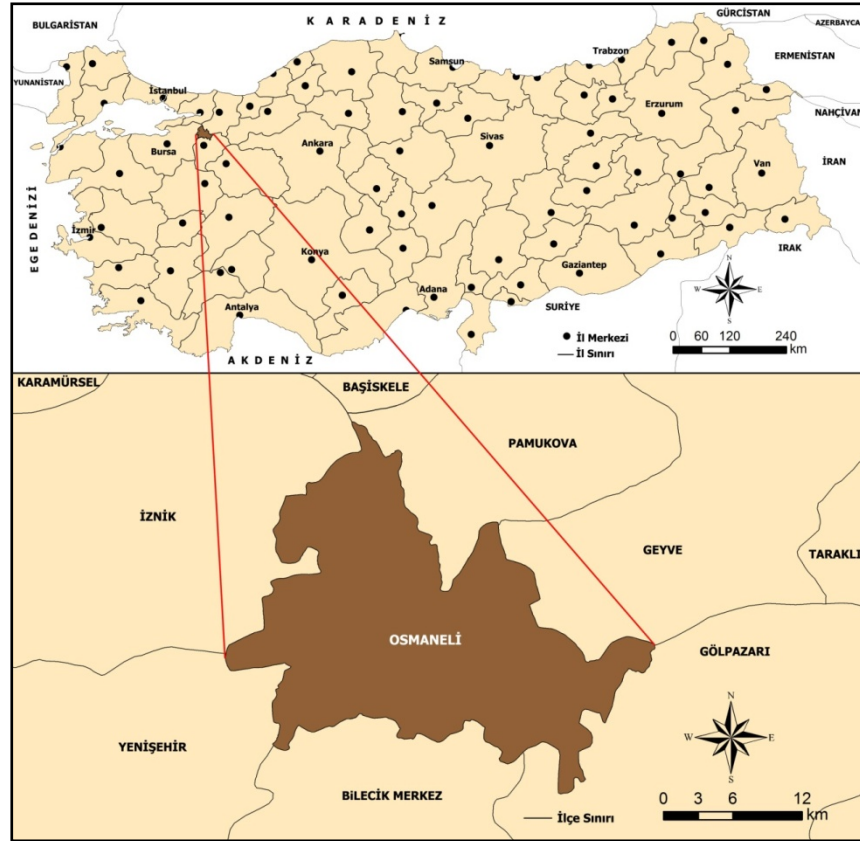 KARADENİZ
BULGARİSTAN
GÜRCİSTAN
AZERBAYCA
YUNANİSTAN
ERMENİSTAN
NAHÇİVAN
İRAN
IRAK
SURİYE
EGEDENİZİ
AKDENİZ
İstanbul
Samsun
Trabzon
Erzurum
Bursa
Ankara
Sivas
Van
İzmir
Konya
Gaziantep
Adana
Antalya
N
W E
S
İl Merkezi
İl Sınırı
0 60 120 240
km
KARAMÜRSEL
BAŞİSKELE
PAMUKOVA
İZNİK
GEYVE
TARAKLI
OSMANELİ
GÖLPAZARI
YENİŞEHİR
BİLECİK MERKEZ
N
W E
S
İlçe Sınırı
0 3 6 12
km